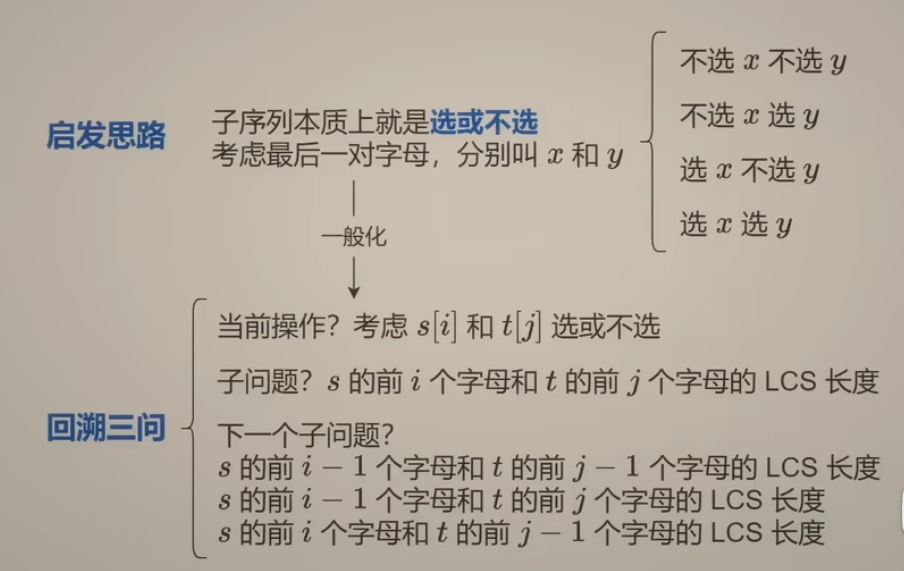 启发思路
子序列本质上就是选或不选
考虑最后一对字母，分别叫 x 和 y
不选 x 不选 y
不选 x 选 y
选 x 不选 y
选 x 选 y
一般化
回溯三问
当前操作？考虑 s[i] 和 t[j] 选或不选
子问题？s 的前 i 个字母和 t 的前 j 个字母的 LCS 长度
下一个子问题？
s 的前 i − 1 个字母和 t 的前 j − 1 个字母的 LCS 长度
s 的前 i − 1 个字母和 t 的前 j 个字母的 LCS 长度
s 的前 i 个字母和 t 的前 j − 1 个字母的 LCS 长度